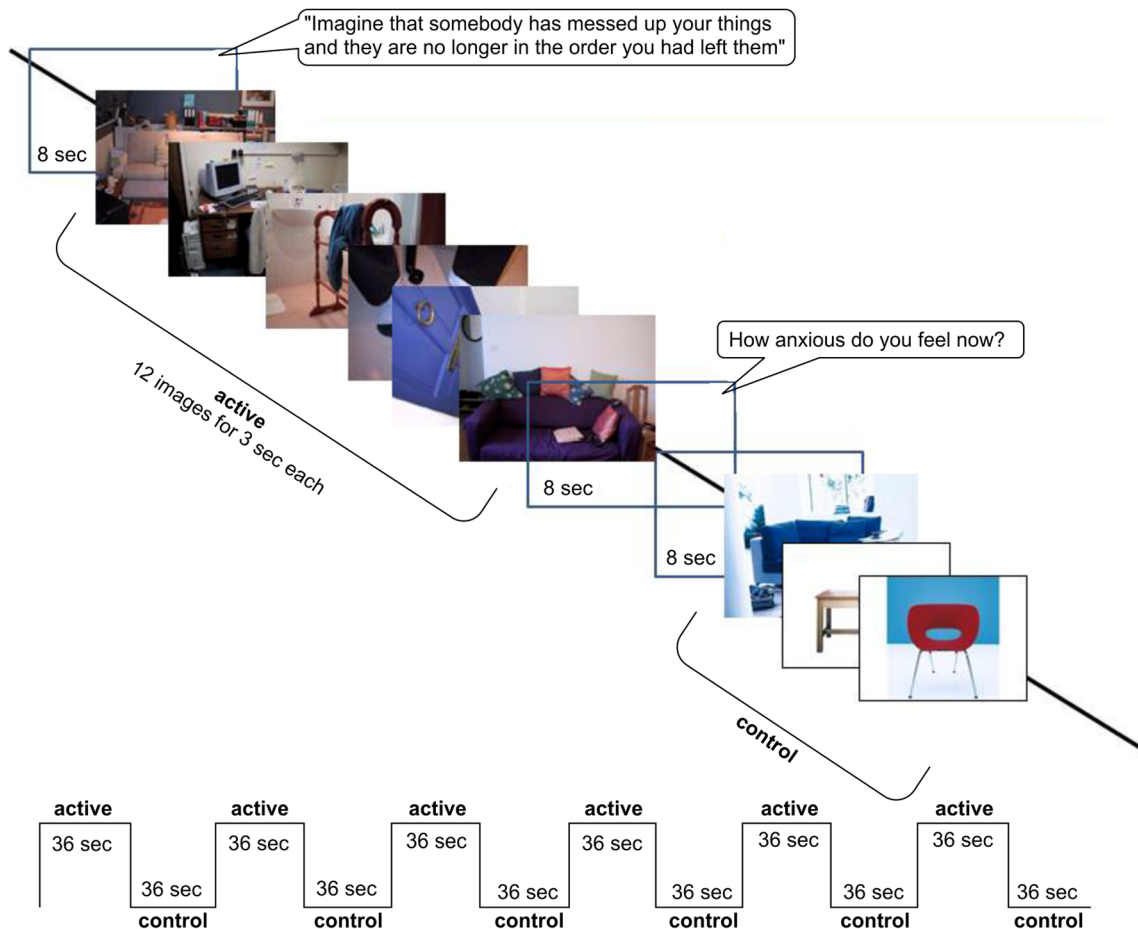 "Imagine that somebody has messed up your things
and they are no longer in the order you had left them"
8 sec
active
12 images for 3 sec each
How anxious do you feel now?
8 sec
8 sec
control
active active active active active active
36 sec 36 sec 36 sec 36 sec 36 sec 36 sec
36 sec 36 sec 36 sec 36 sec 36 sec 36 sec
control control control control control control